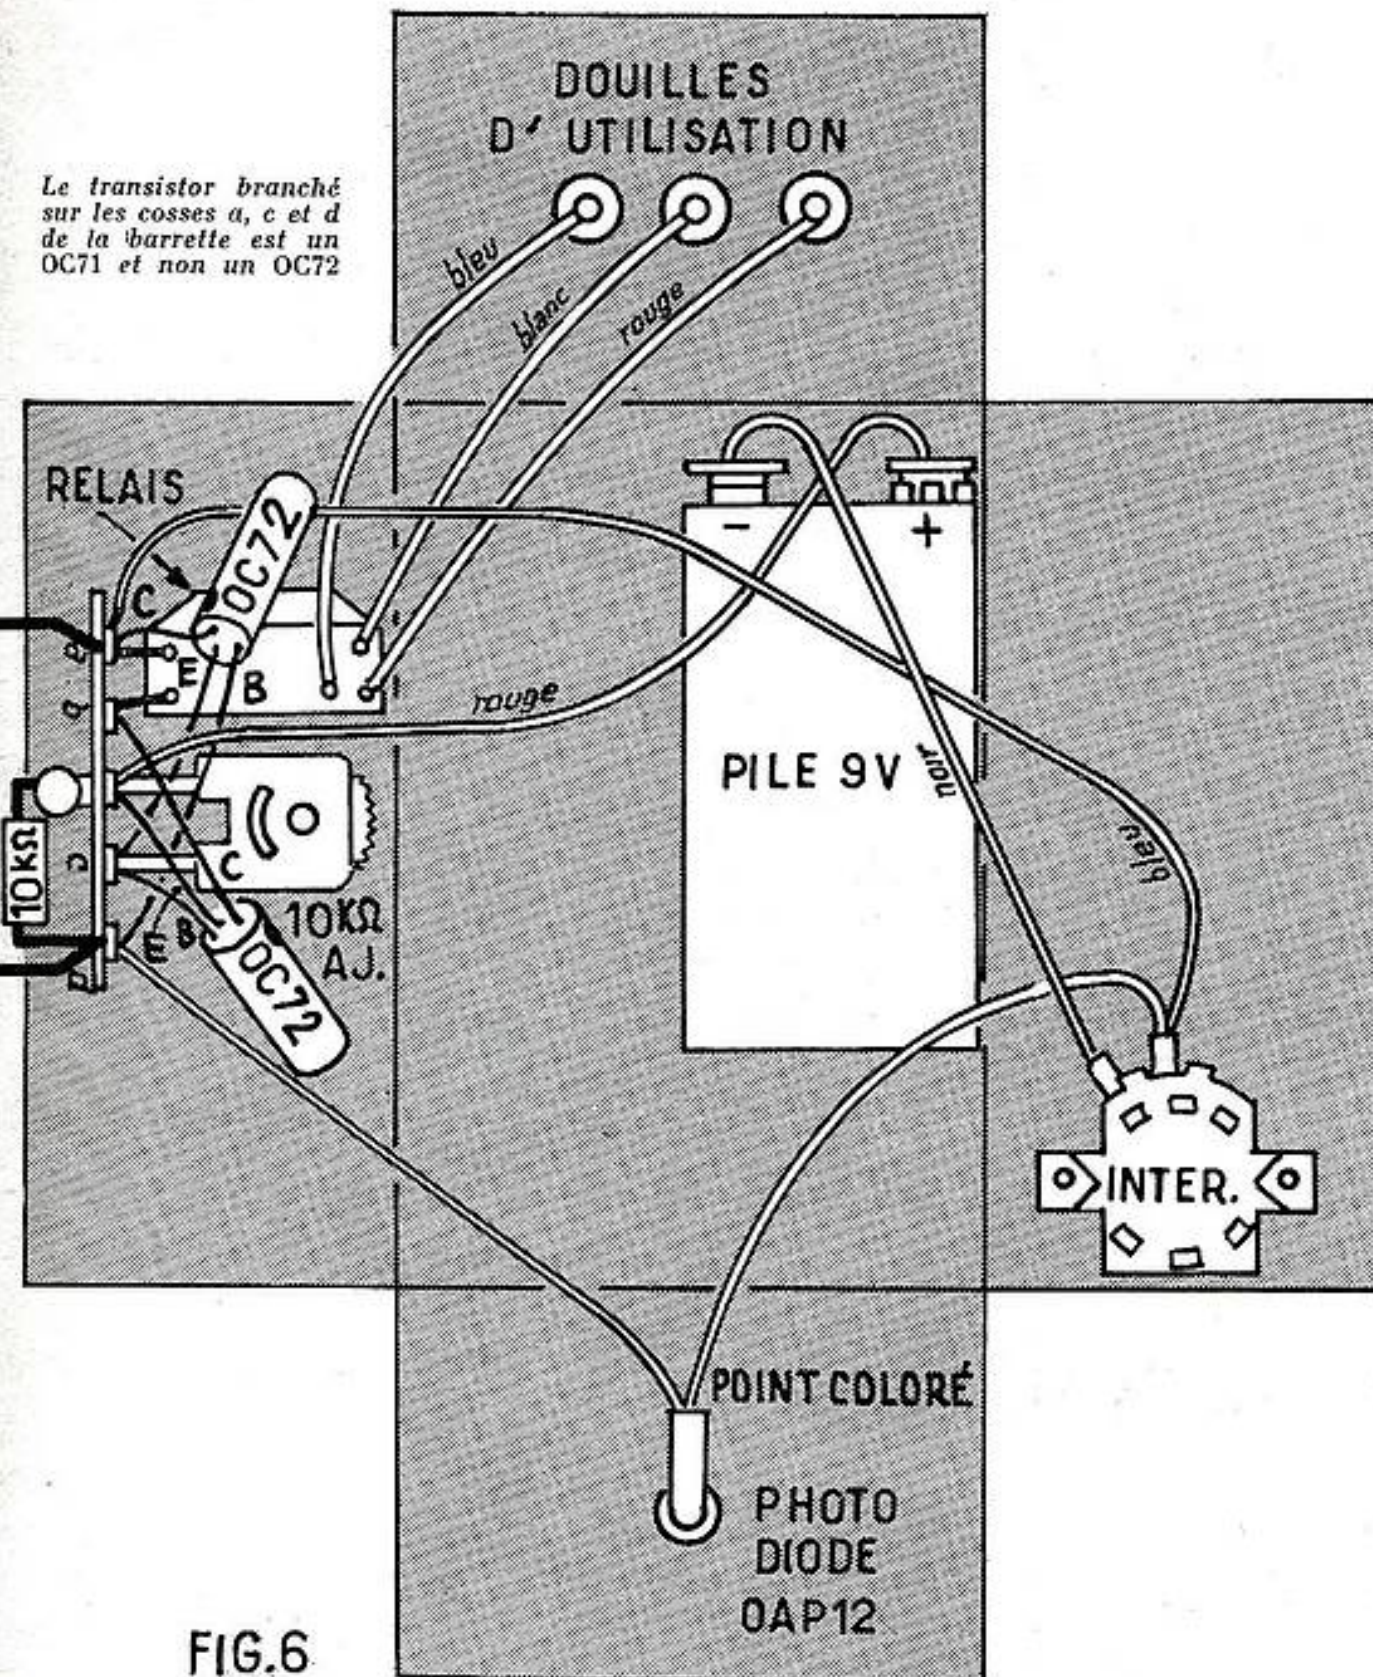 DOUILLES
D' UTILISATION
Le transistor branché
sur les cosses a, c et d
de la barrette est un
OC71 et non un OC72
bleu
blanc
rouge
RELAIS
OC72
C
E
B
a
b
c
d
rouge
- +
PILE 9V
noir
bleu
10KΩ
C
B
E
OC72
10KΩ
AJ.
INTER.
POINT COLORÉ
PHOTO
DIODE
OAP12
FIG.6